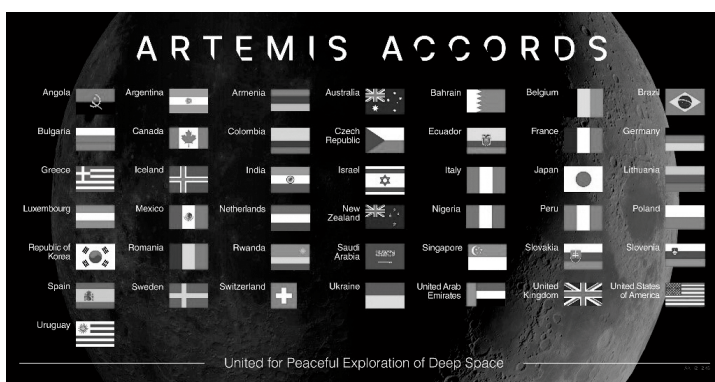 ARTEMIS ACCORDS
Angola
Argentina
Armenia
Australia
Bahrain
Belgium
Brazil
Bulgaria
Canada
Colombia
Czech
Republic
Ecuador
France
Germany
Greece
Iceland
India
Israel
Italy
Japan
Lithuania
Luxembourg
Mexico
Netherlands
New
Zealand
Nigeria
Peru
Poland
Republic of
Korea
Romania
Rwanda
Saudi
Arabia
Singapore
Slovakia
Slovenia
Spain
Sweden
Switzerland
Ukraine
United Arab
Emirates
United
Kingdom
United States
of America
Uruguay
United for Peaceful Exploration of Deep Space